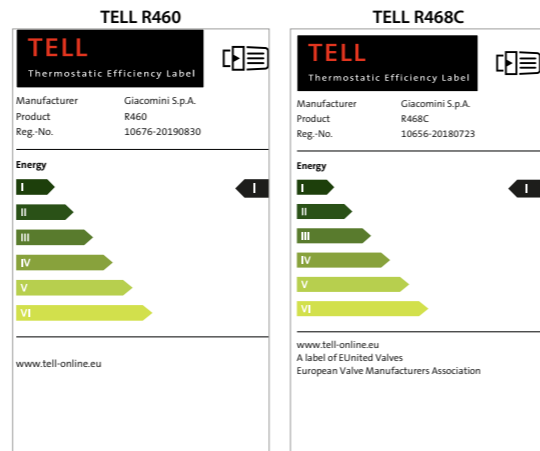 TELL R460
TELL
Thermostatic Efficiency Label
Manufacturer Giacomini S.p.A.
Product R460
Reg.-No. 10676-20190830
Energy
I I
II
III
IV
V
VI
www.tell-online.eu
TELL R468C
TELL
Thermostatic Efficiency Label
Manufacturer Giacomini S.p.A.
Product R468C
Reg.-No. 10656-20180723
Energy
I I
II
III
IV
V
VI
www.tell-online.eu
A label of EUnited Valves
European Valve Manufacturers Association